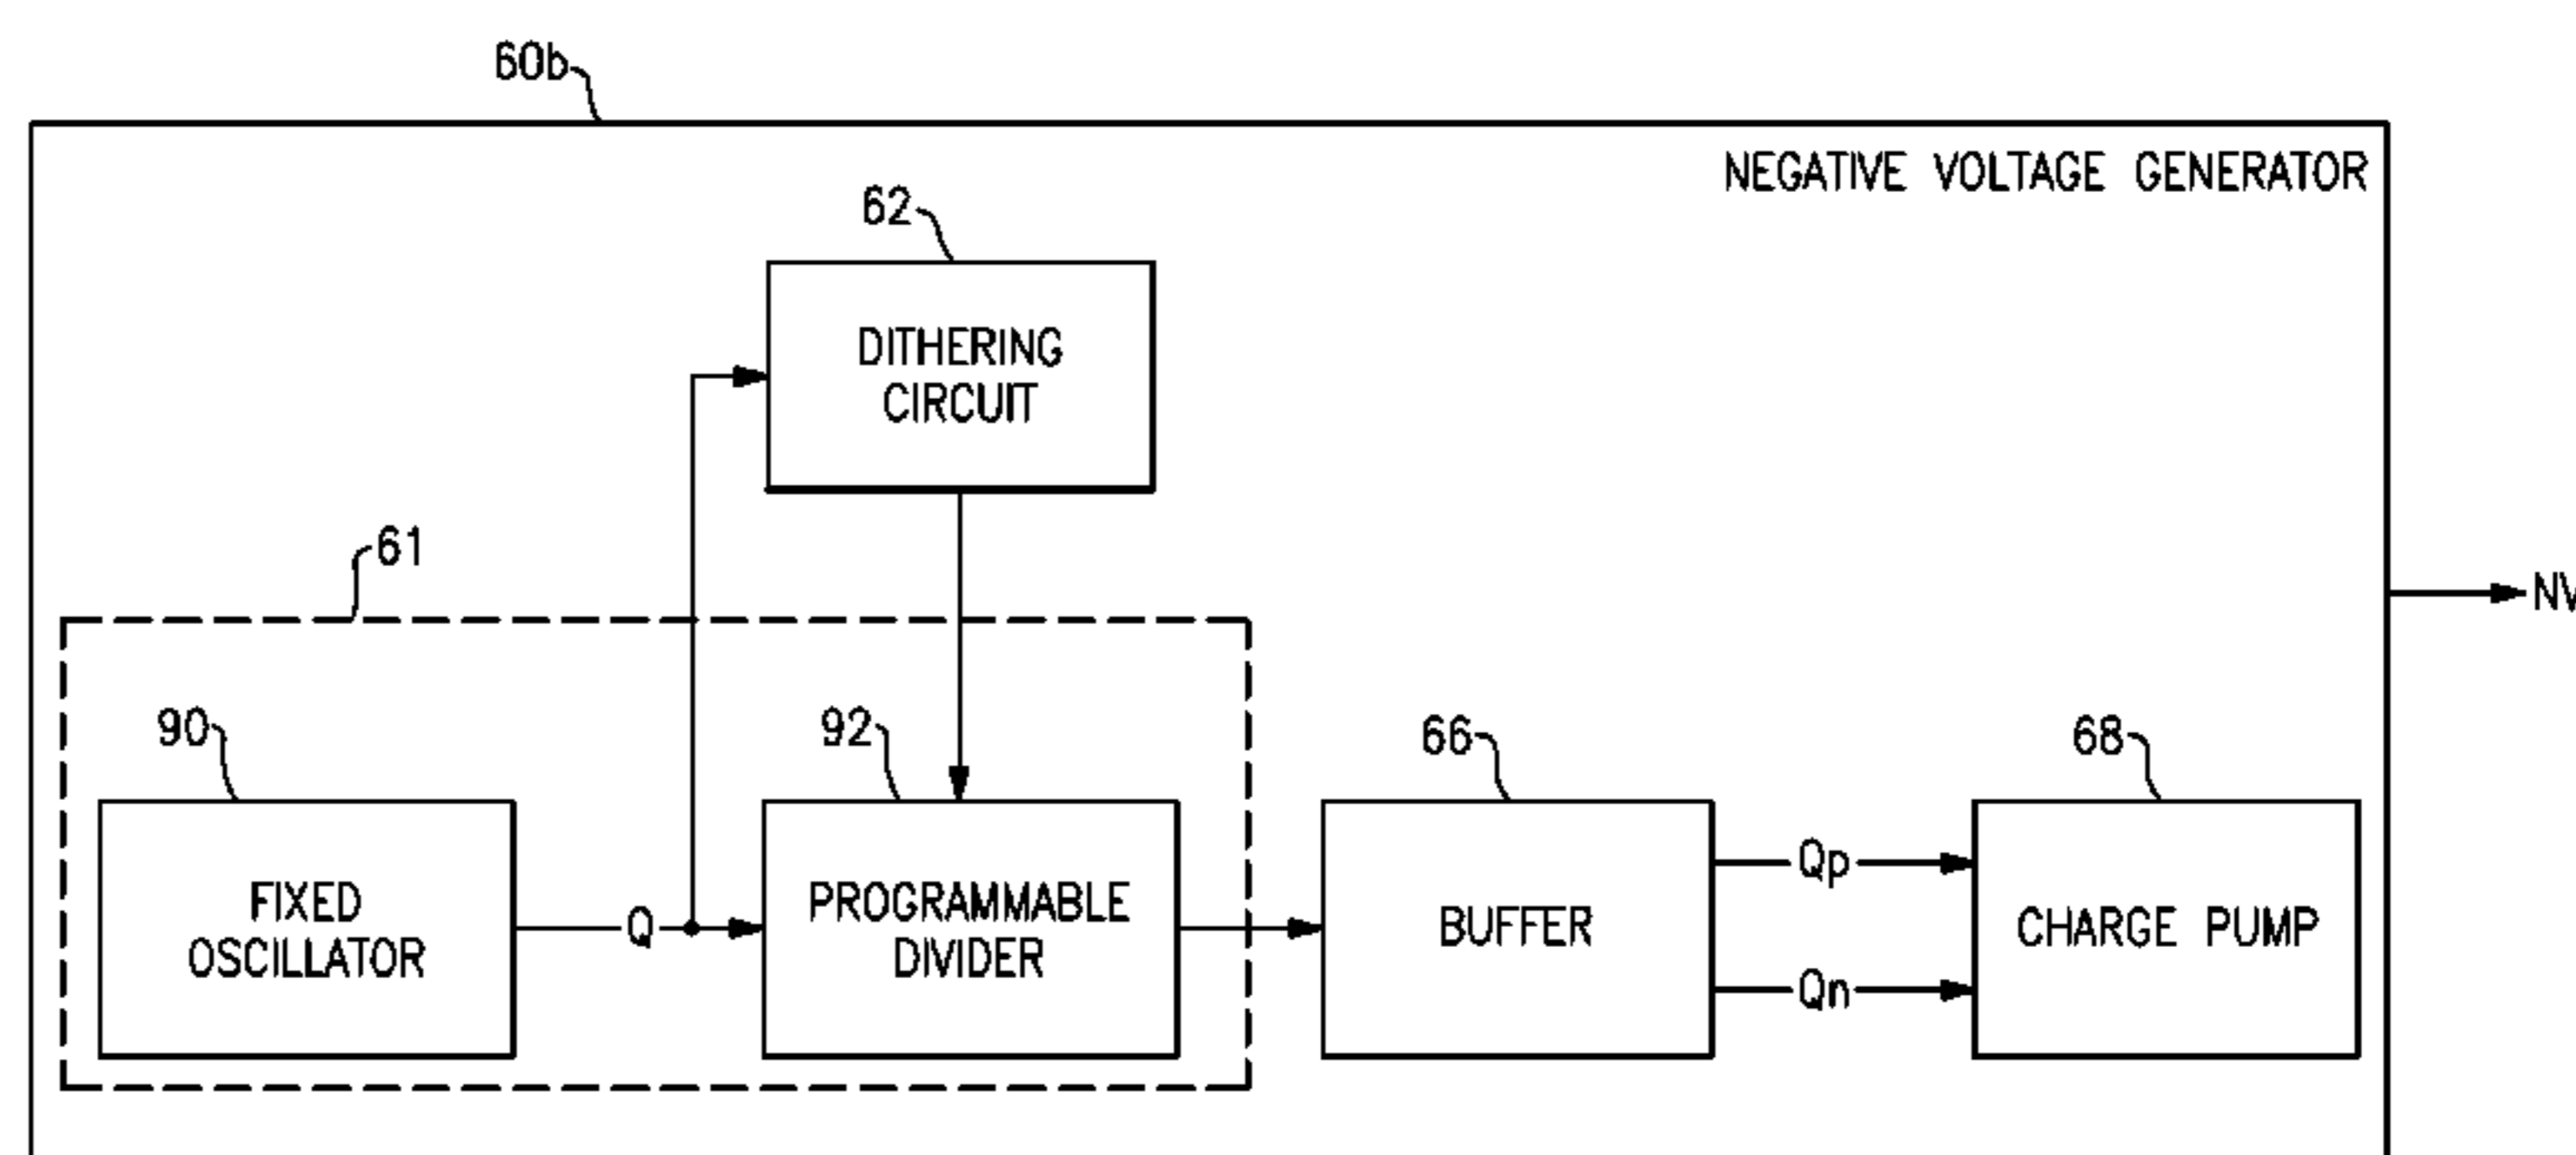 60b
NEGATIVE VOLTAGE GENERATOR
62
DITHERING
CIRCUIT
61
90
92
66
68
FIXED
OSCILLATOR
Q
PROGRAMMABLE
DIVIDER
BUFFER
Qp
Qn
CHARGE PUMP